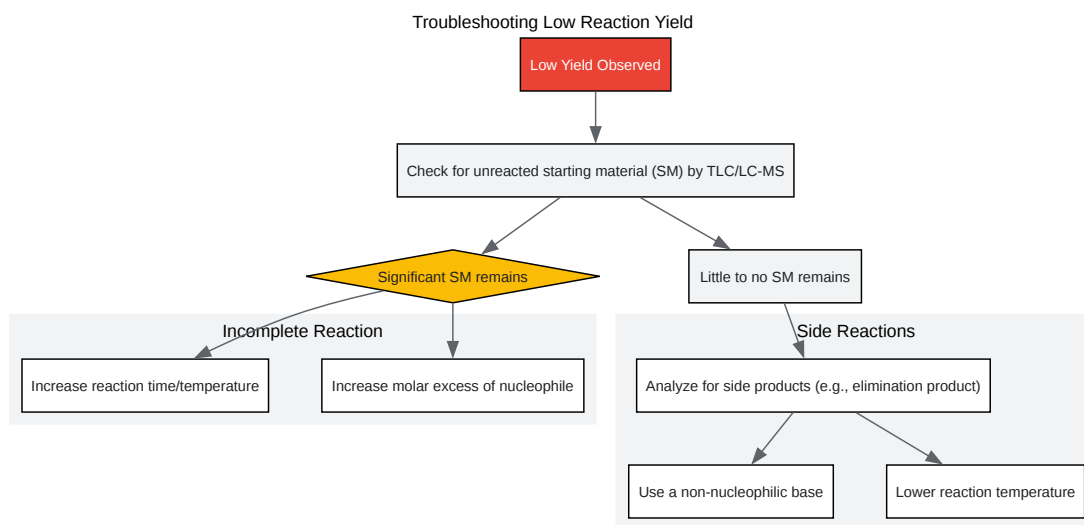 Troubleshooting Low Reaction Yield
Low Yield Observed
Check for unreacted starting material (SM) by TLC/LC-MS
Significant SM remains
Little to no SM remains
Incomplete Reaction
Side Reactions
Increase reaction time/temperature
Increase molar excess of nucleophile
Analyze for side products (e.g., elimination product)
Use a non-nucleophilic base
Lower reaction temperature